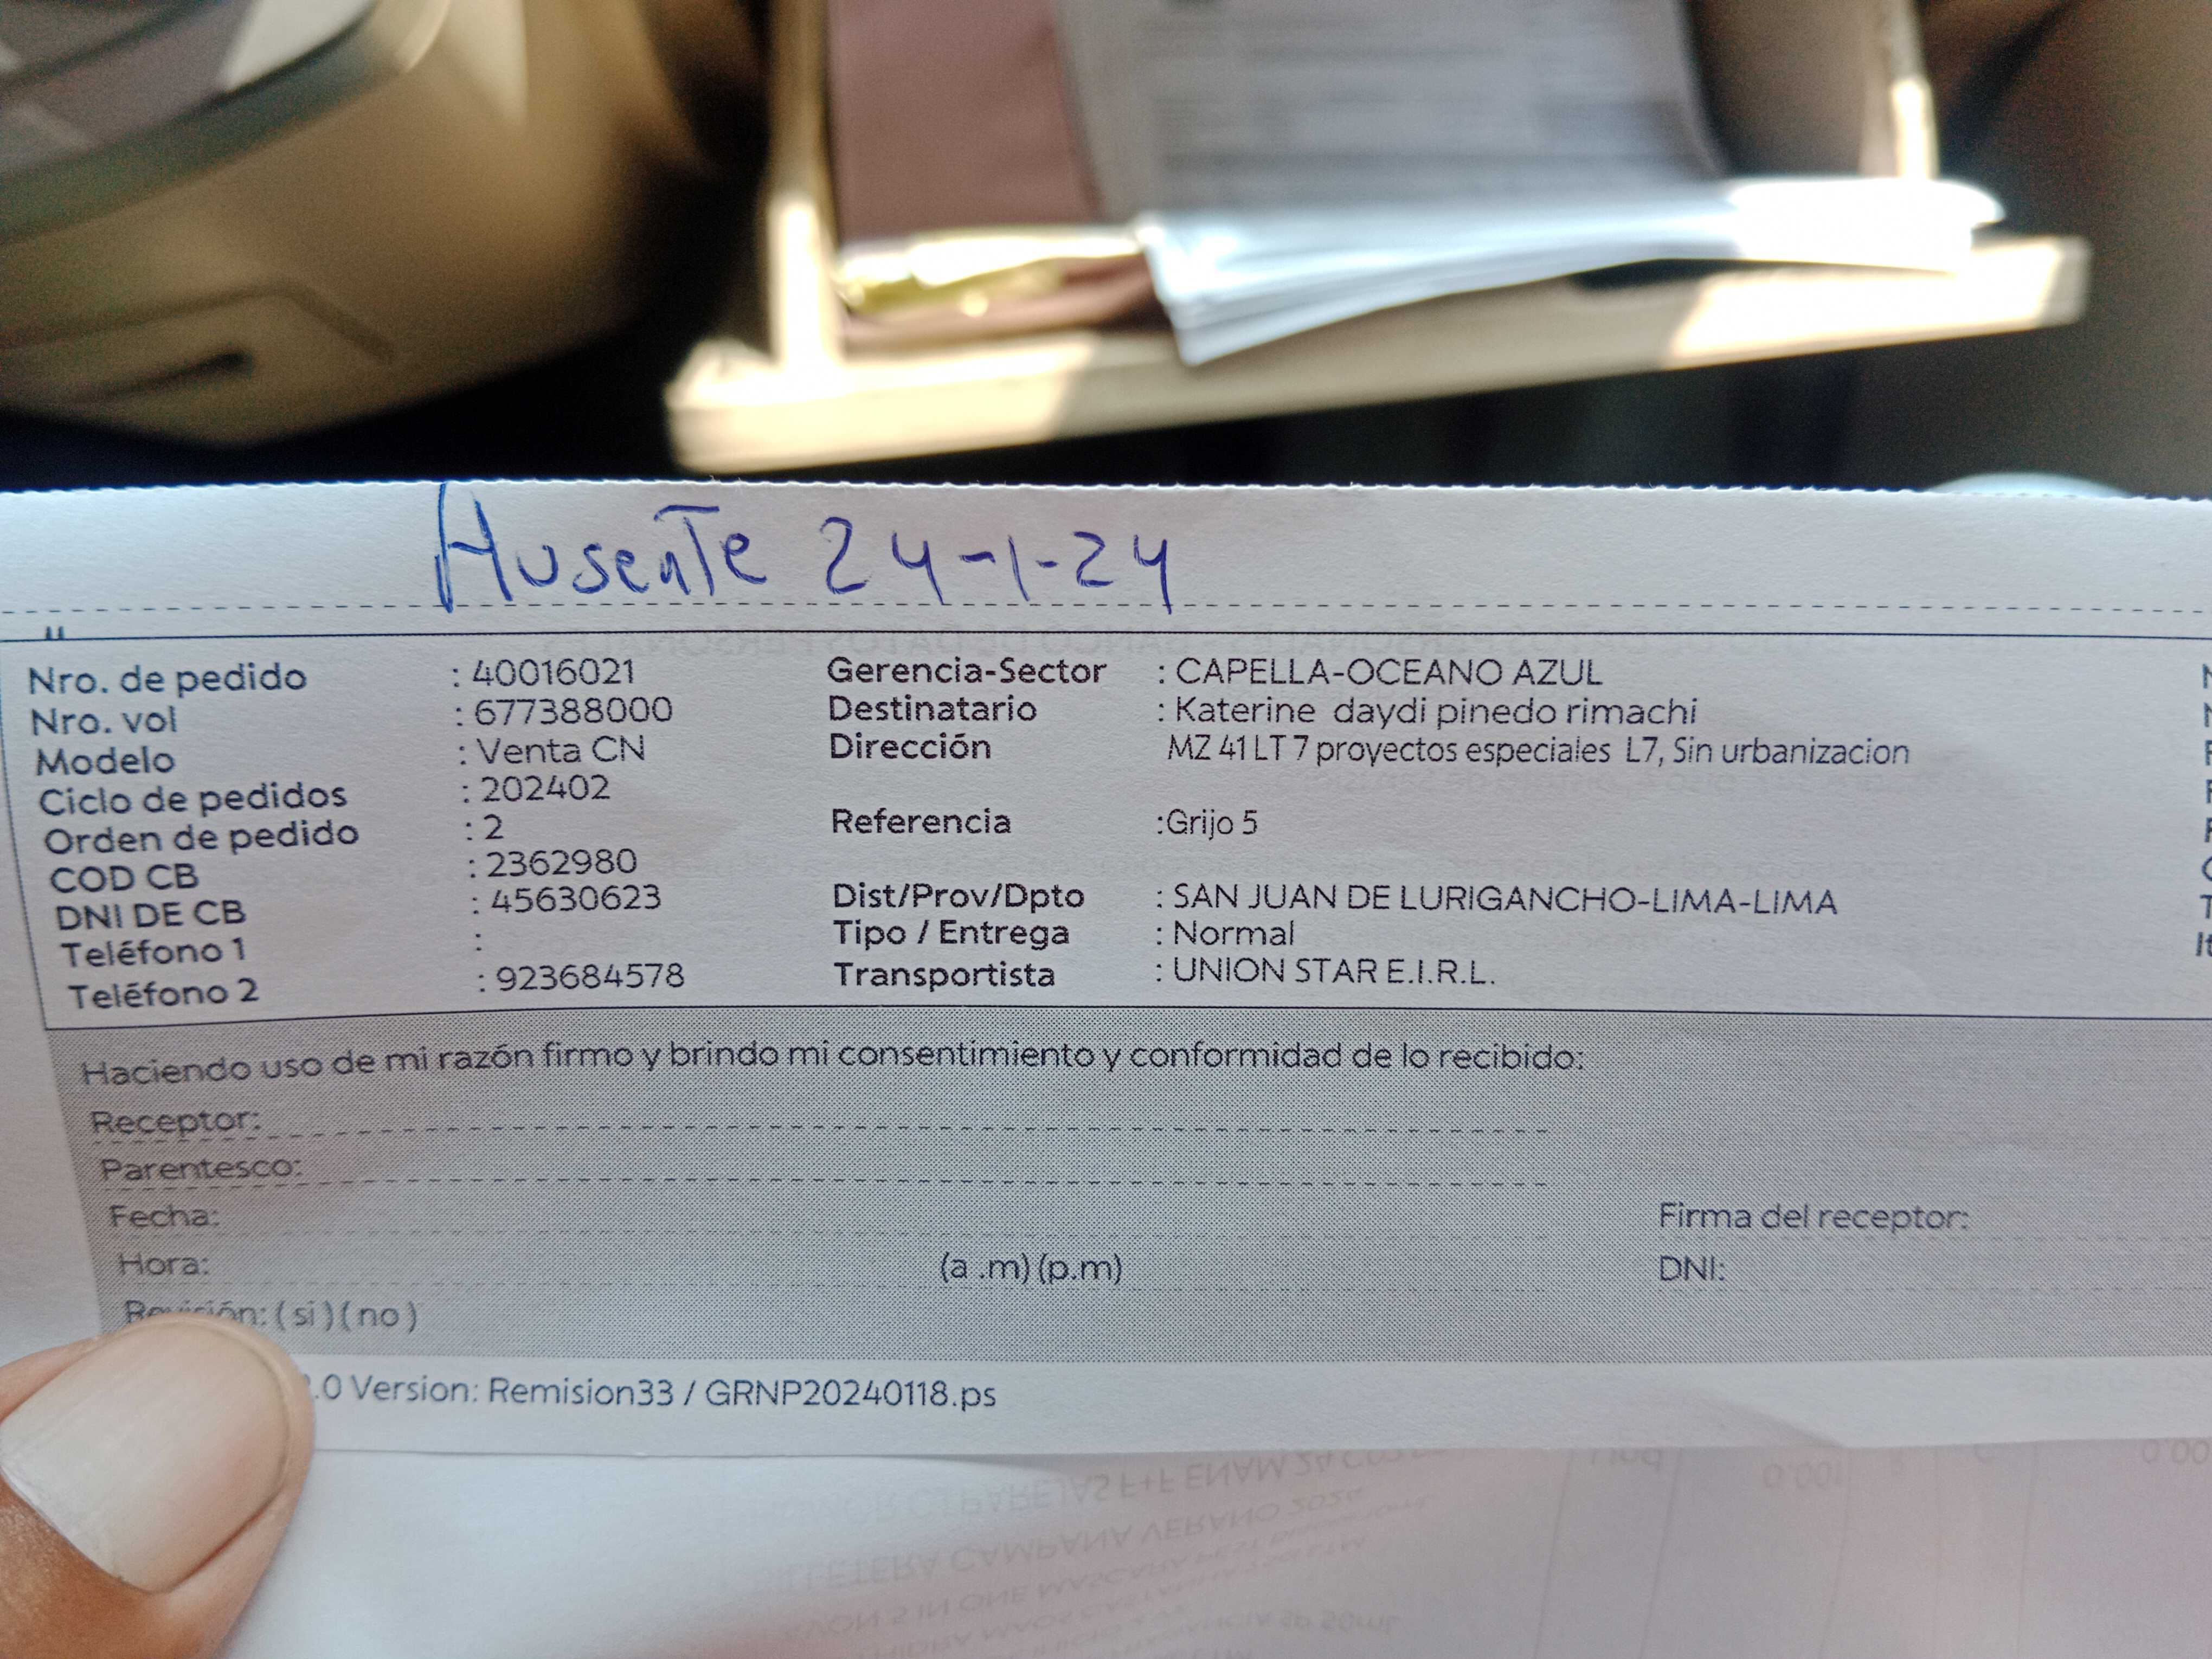 Ausente 24-1-24
Nro. de pedido : 40016021
Nro. vol : 677388000
Modelo : Venta CN
Ciclo de pedidos : 202402
Orden de pedido : 2
COD CB : 2362980
DNI DE CB : 45630623
Teléfono 1 :
Teléfono 2 : 923684578
Gerencia-Sector : CAPELLA-OCEANO AZUL
Destinatario : Katerine daydi pinedo rimachi
Dirección MZ 41 LT 7 proyectos especiales L7, Sin urbanizacion
Referencia :Grijo 5
Dist/Prov/Dpto : SAN JUAN DE LURIGANCHO-LIMA-LIMA
Tipo / Entrega : Normal
Transportista : UNION STAR E.I.R.L.
Haciendo uso de mi razón firmo y brindo mi consentimiento y conformidad de lo recibido:
Receptor:
Parentesco:
Fecha:
Firma del receptor:
Hora: (a .m) (p.m)
DNI:
Revisión: ( si ) ( no )
.0 Version: Remision33 / GRNP20240118.ps